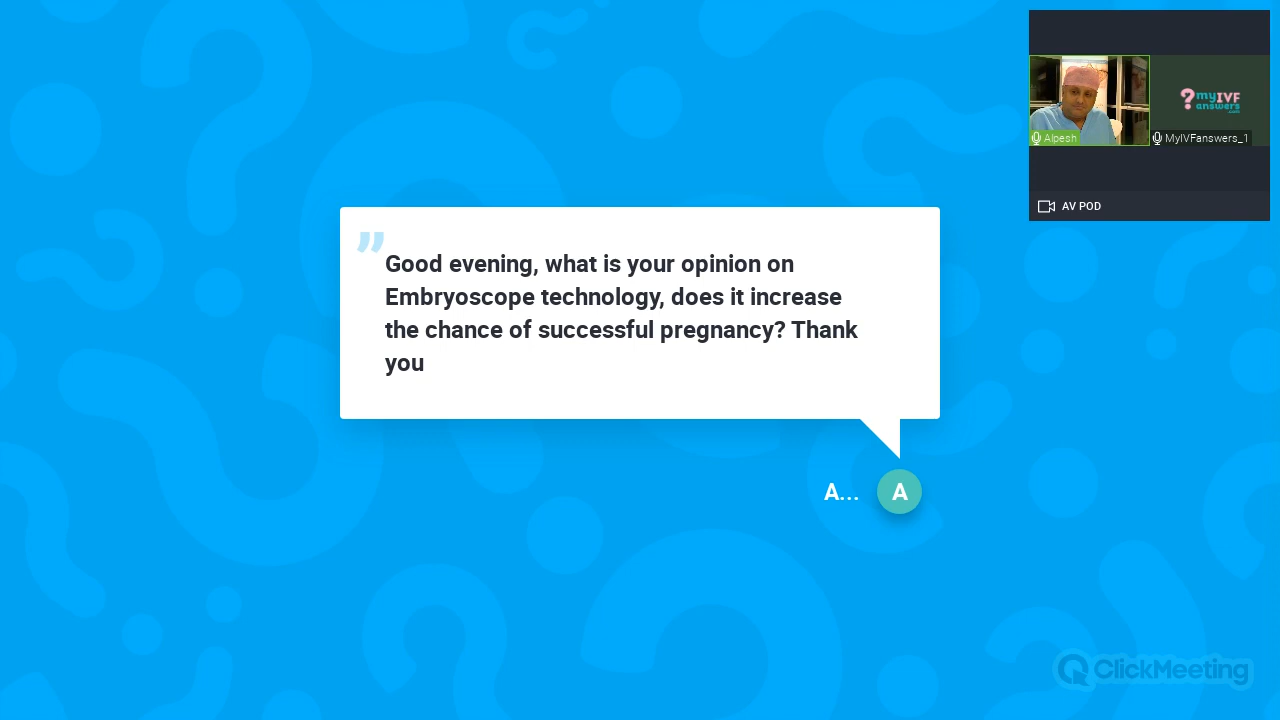 Good evening, what is your opinion on
Embryoscope technology, does it increase
the chance of successful pregnancy? Thank
you
A...
A
?myIVF
answers
.com
Alpesh
MyIVFanswers_1
AV POD
ClickMeeting